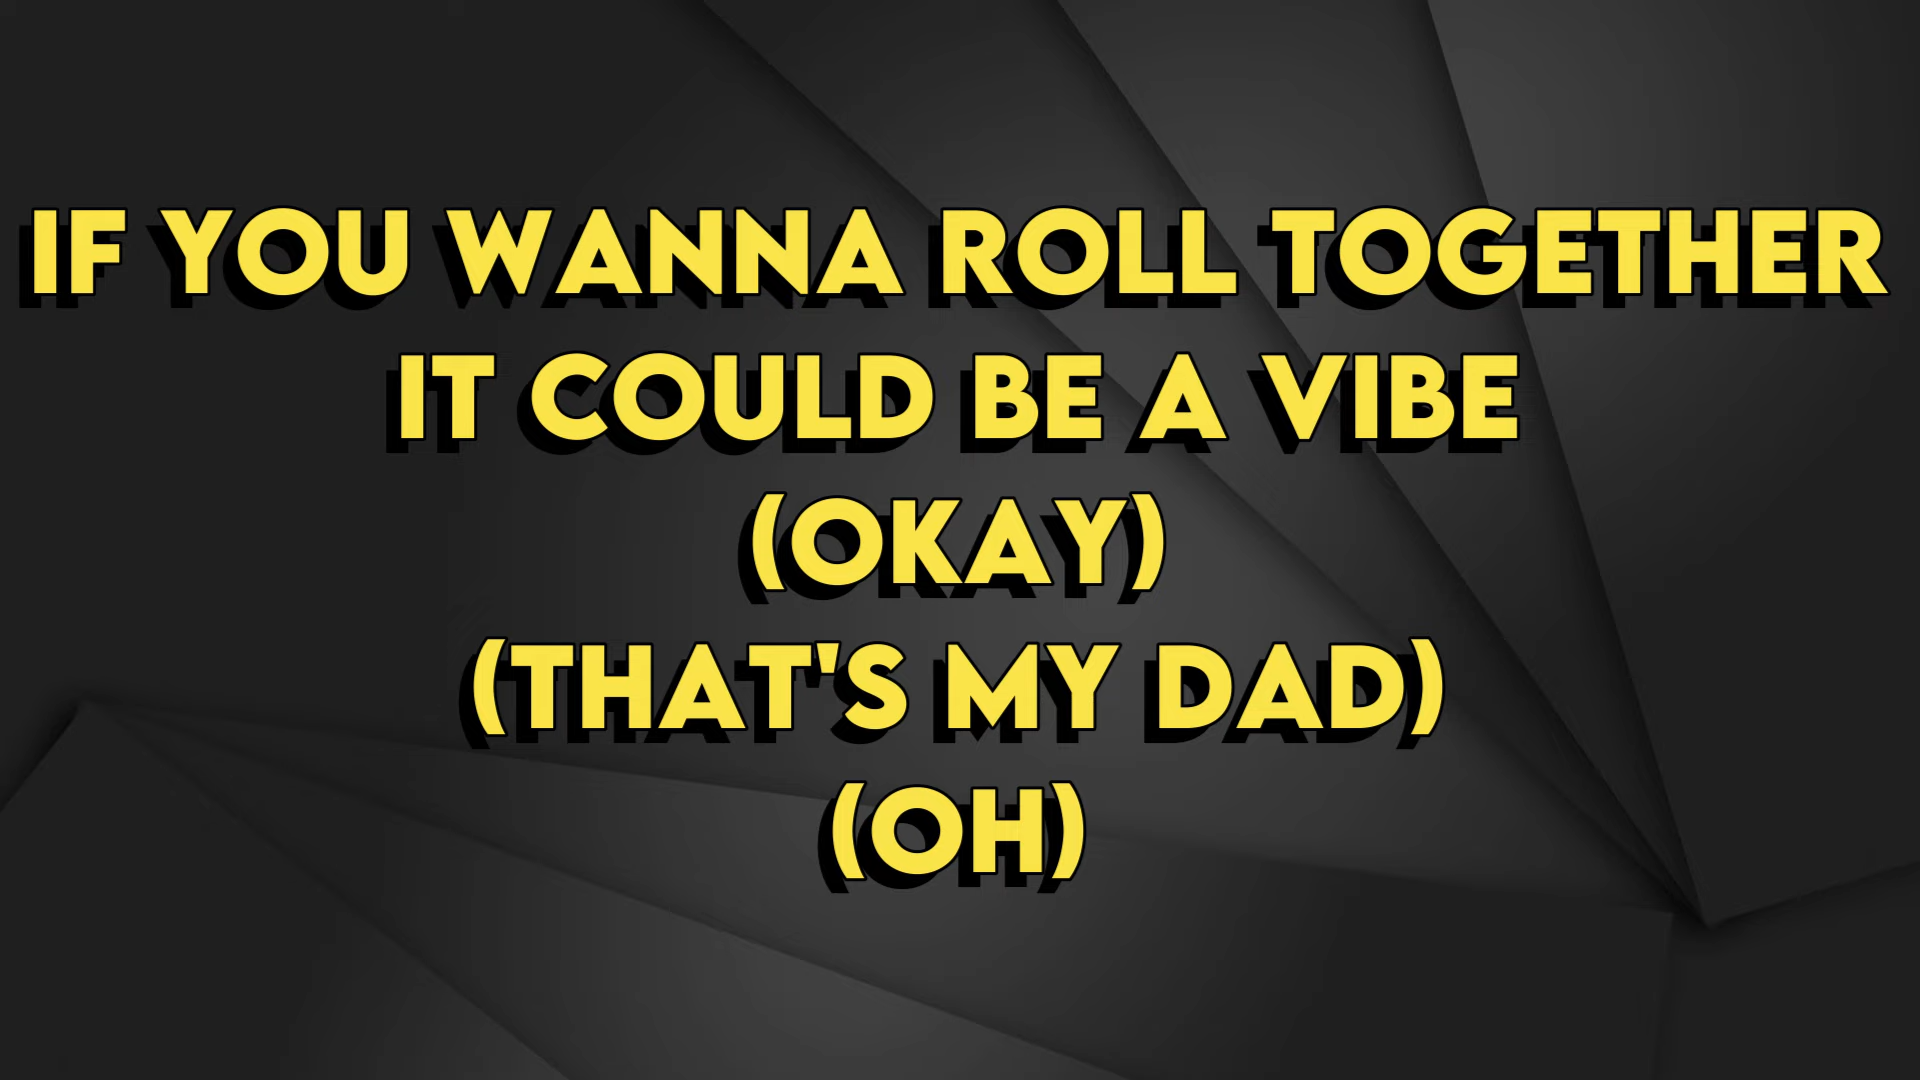 IF YOU WANNA ROLL TOGETHER
IT COULD BE A VIBE
(OKAY)
(THAT'S MY DAD)
(OH)